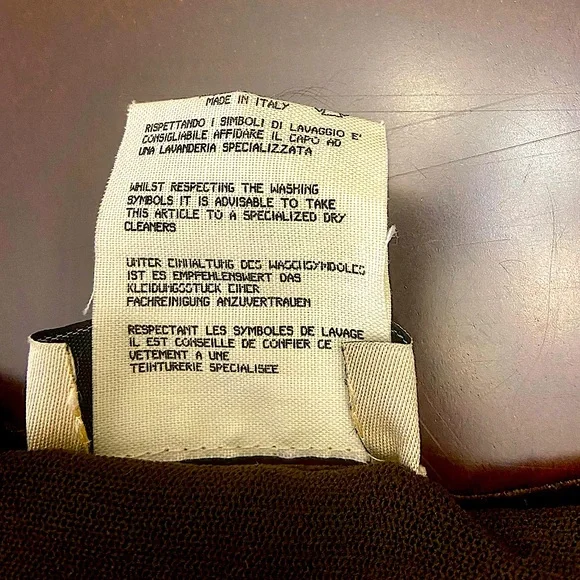 MADE IN ITALY
RISPETTANDO I SIMBOLI DI LAVAGGIO E'
CONSIGLIABILE AFFIDARE IL CAPO AD
UNA LAVANDERIA SPECIALIZZATA
WHILST RESPECTING THE WASHING
SYMBOLS IT IS ADVISABLE TO TAKE
THIS ARTICLE TO A SPECIALIZED DRY
CLEANERS
UNTER EINHALTUNG DES WASCHSYMBOLES
IST ES EMPFEHLENSWERT DAS
KLEIDUNGSSTUCK EINER
FACHREINIGUNG ANZUVERTRAUEN
RESPECTANT LES SYMBOLES DE LAVAGE
IL EST CONSEILLE DE CONFIER CE
VETEMENT A UNE
TEINTURERIE SPECIALISEE